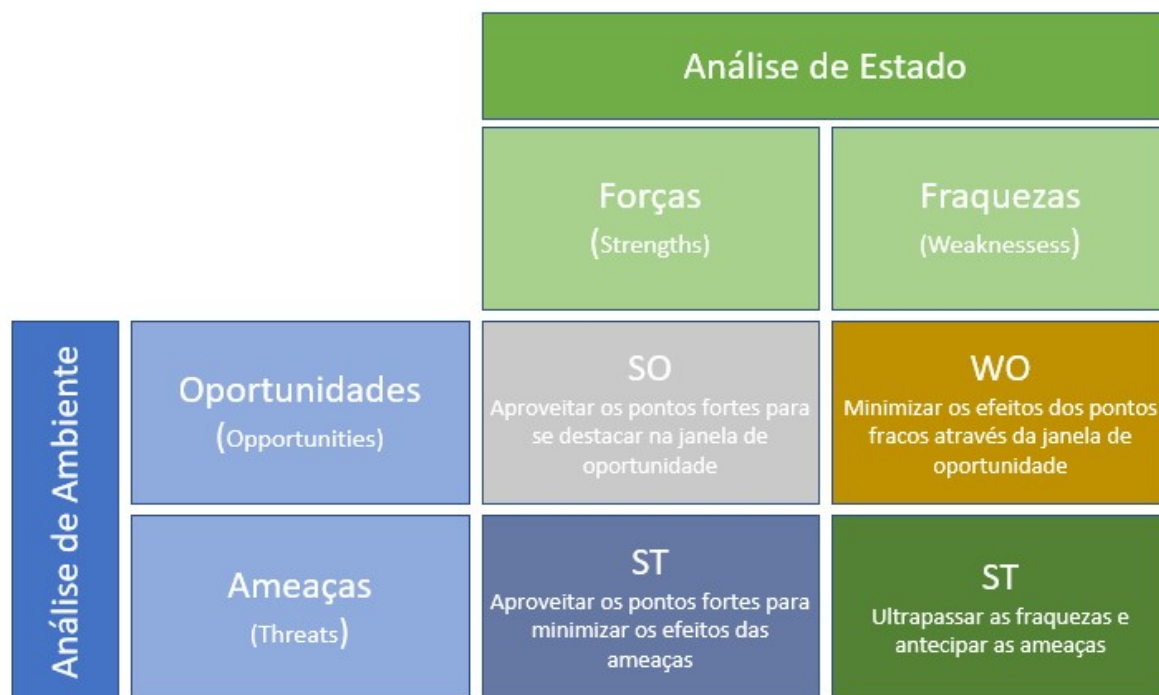 Análise de Estado
Forças
(Strengths)
Fraquezas
(Weaknessess)
Análise de Ambiente
Oportunidades
(Opportunities)
SO
Aproveitar os pontos fortes para
se destacar na janela de
oportunidade
WO
Minimizar os efeitos dos pontos
fracos através da janela de
oportunidade
Ameaças
(Threats)
ST
Aproveitar os pontos fortes para
minimizar os efeitos das
ameaças
ST
Ultrapassar as fraquezas e
antecipar as ameaças